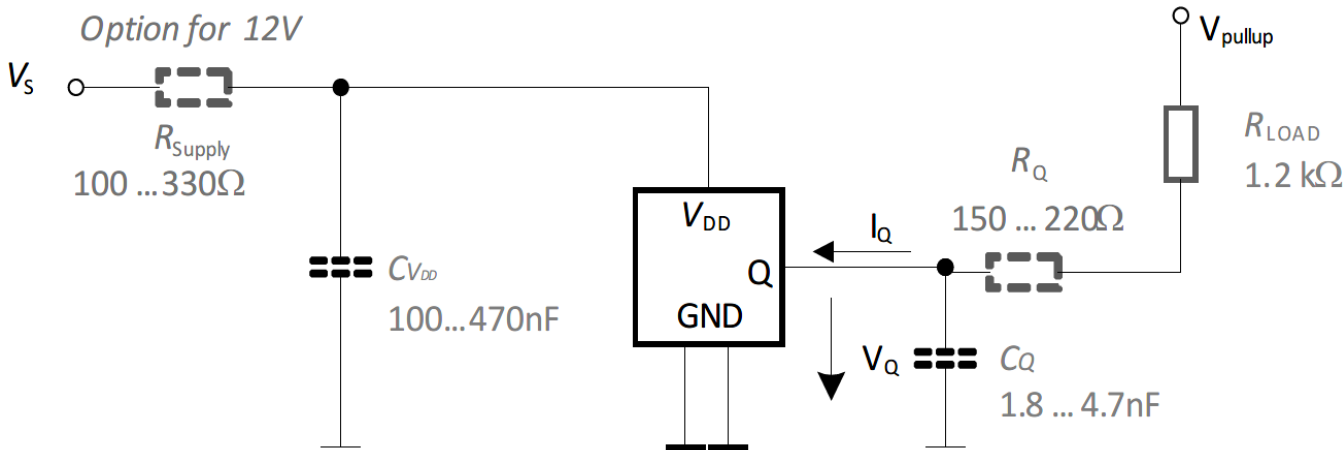 Option for 12V
VS
RSupply
100 ...330Ω
CVDD
100...470nF
VDD
Q
GND
IQ
VQ
CQ
1.8 ... 4.7nF
RQ
150 ... 220Ω
Vpullup
RLOAD
1.2 kΩ